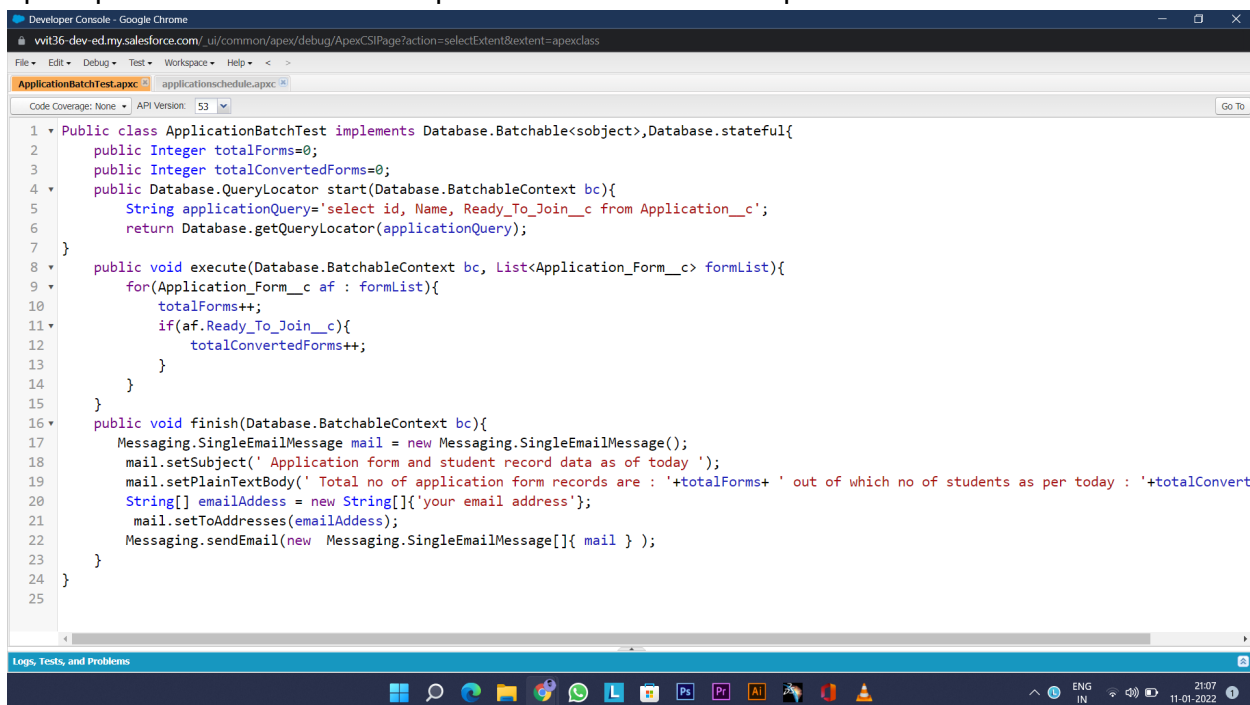 Developer Console - Google Chrome
vvit36-dev-ed.my.salesforce.com/_ui/common/apex/debug/ApexCSIPage?action=selectExtent&extent=apexclass
File Edit Debug Test Workspace Help < >
ApplicationBatchTest.apxc applicationschedule.apxc
Code Coverage: None API Version: 53 Go To
1 Public class ApplicationBatchTest implements Database.Batchable<sobject>,Database.stateful{
2 public Integer totalForms=0;
3 public Integer totalConvertedForms=0;
4 public Database.QueryLocator start(Database.BatchableContext bc){
5 String applicationQuery='select id, Name, Ready_To_Join__c from Application__c';
6 return Database.getQueryLocator(applicationQuery);
7 }
8 public void execute(Database.BatchableContext bc, List<Application_Form__c> formList){
9 for(Application_Form__c af : formList){
10 totalForms++;
11 if(af.Ready_To_Join__c){
12 totalConvertedForms++;
13 }
14 }
15 }
16 public void finish(Database.BatchableContext bc){
17 Messaging.SingleEmailMessage mail = new Messaging.SingleEmailMessage();
18 mail.setSubject(' Application form and student record data as of today ');
19 mail.setPlainTextBody(' Total no of application form records are : '+totalForms+ ' out of which no of students as per today : '+totalConvert
20 String[] emailAddess = new String[]{'your email address'};
21 mail.setToAddresses(emailAddess);
22 Messaging.sendEmail(new Messaging.SingleEmailMessage[]{ mail } );
23 }
24 }
25
Logs, Tests, and Problems
L Ps Pr Ai ENG IN 21:07 11-01-2022 1